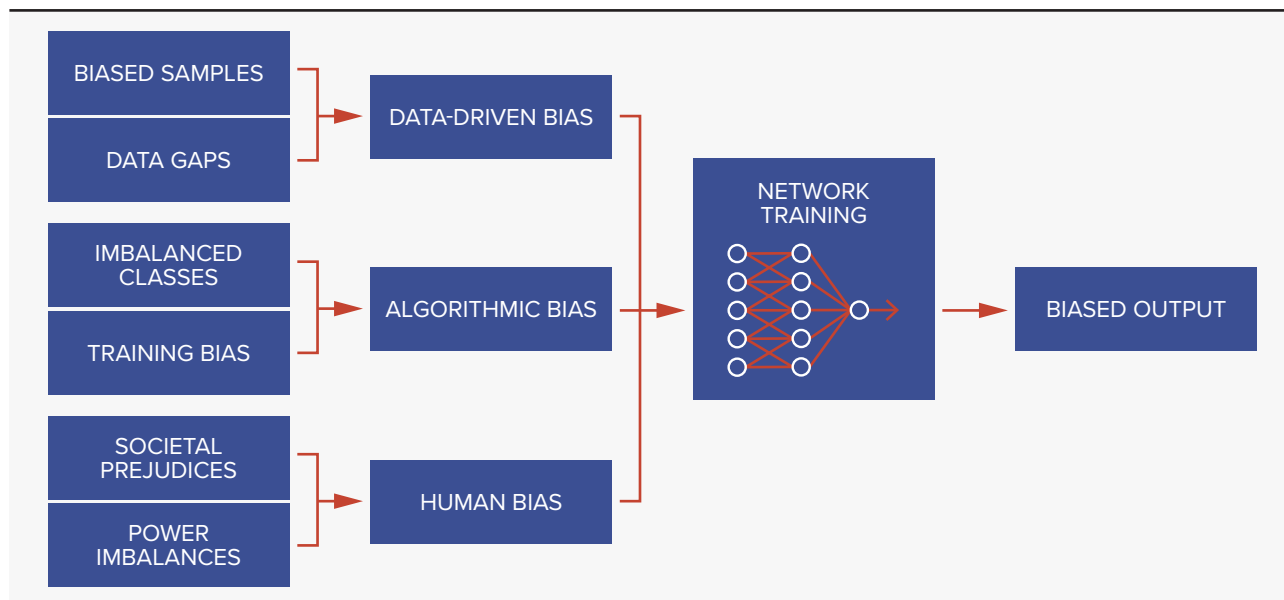 BIASED SAMPLES
DATA GAPS
DATA-DRIVEN BIAS
IMBALANCED
CLASSES
TRAINING BIAS
ALGORITHMIC BIAS
SOCIETAL
PREJUDICES
POWER
IMBALANCES
HUMAN BIAS
NETWORK
TRAINING
BIASED OUTPUT